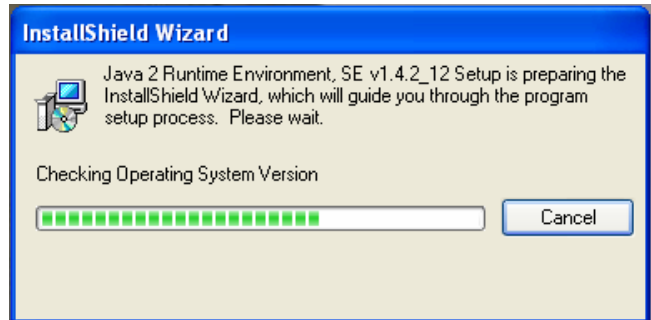 InstallShield Wizard
Java 2 Runtime Environment, SE v1.4.2_12 Setup is preparing the
InstallShield Wizard, which will guide you through the program
setup process. Please wait.
Checking Operating System Version
Cancel